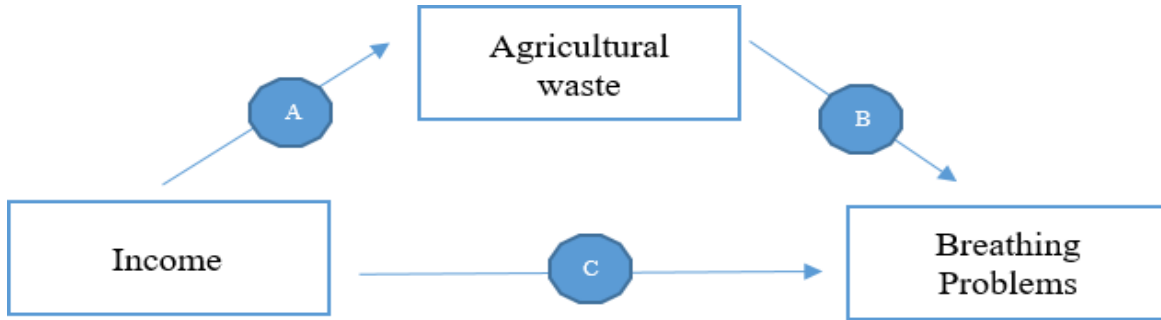 Agricultural
waste
A
B
Income
C
Breathing
Problems